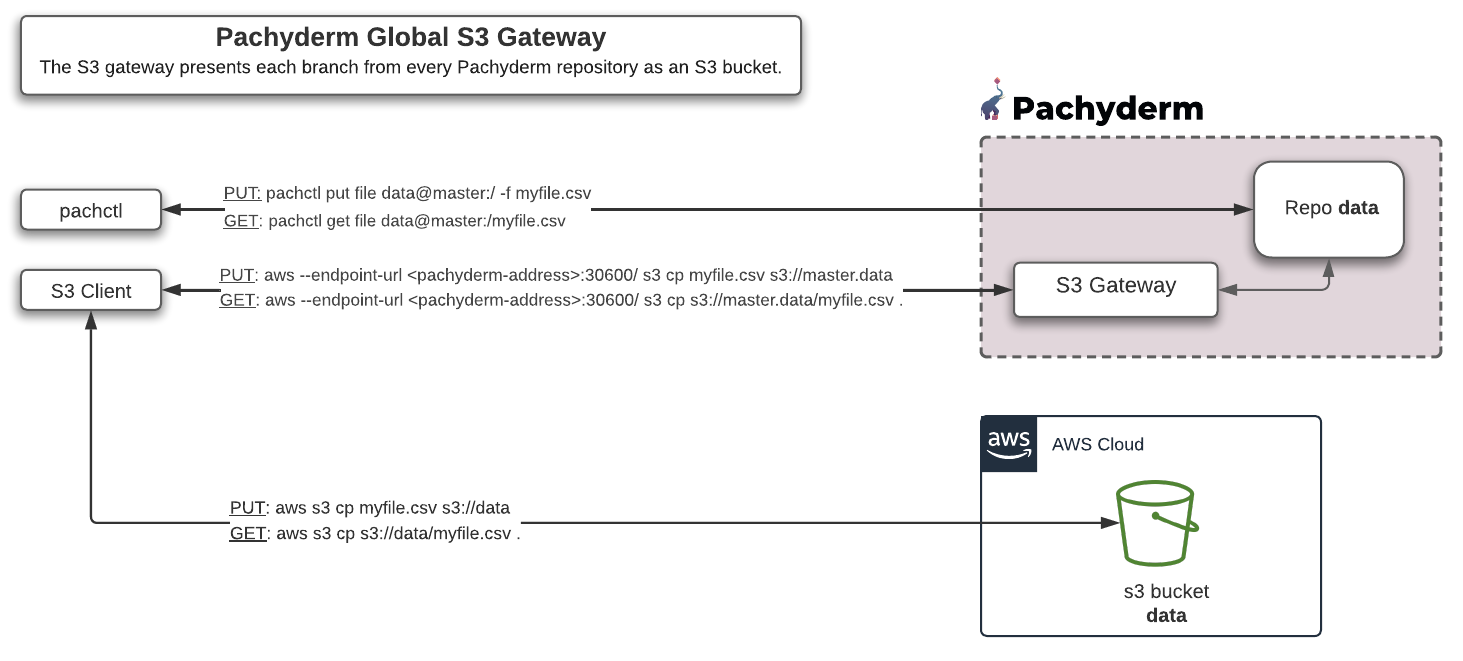 Pachyderm Global S3 Gateway
The S3 gateway presents each branch from every Pachyderm repository as an S3 bucket.
Pachyderm
pachctl
PUT: pachctl put file data@master:/ -f myfile.csv
GET: pachctl get file data@master:/myfile.csv
Repo data
S3 Client
PUT: aws --endpoint-url <pachyderm-address>:30600/ s3 cp myfile.csv s3://master.data
GET: aws --endpoint-url <pachyderm-address>:30600/ s3 cp s3://master.data/myfile.csv .
S3 Gateway
aws
AWS Cloud
PUT: aws s3 cp myfile.csv s3://data
GET: aws s3 cp s3://data/myfile.csv .
s3 bucket
data